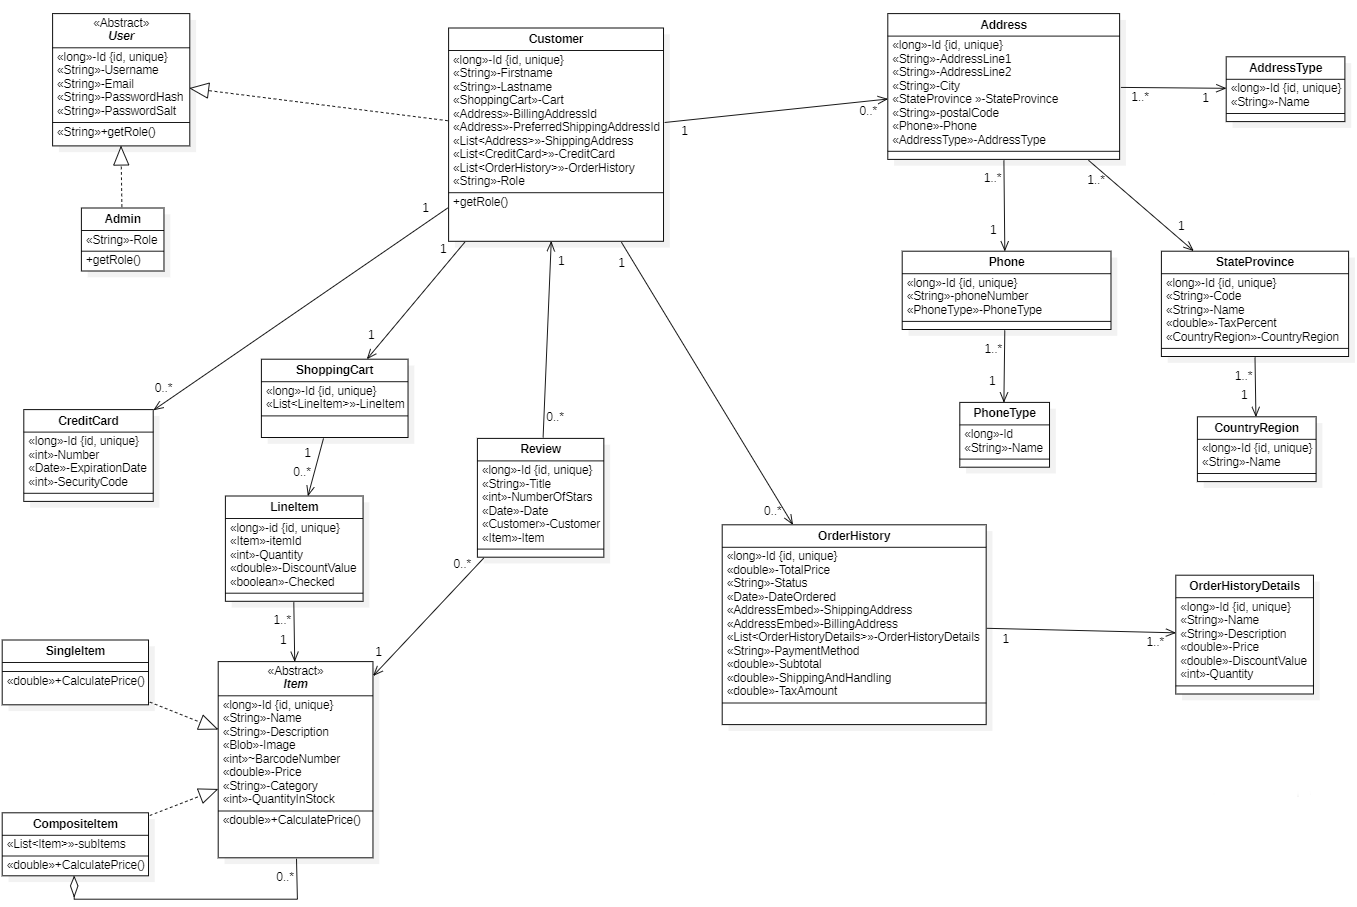 «Abstract»
User
«long»-Id {id, unique}
«String»-Username
«String»-Email
«String»-PasswordHash
«String»-PasswordSalt
«String»+getRole()
Admin
«String»-Role
+getRole()
Customer
«long»-Id {id, unique}
«String»-Firstname
«String»-Lastname
«ShoppingCart»-Cart
«Address»-BillingAddressId
«Address»-PreferredShippingAddressId
«List<Address>»-ShippingAddress
«List<CreditCard>»-CreditCard
«List<OrderHistory>»-OrderHistory
«String»-Role
+getRole()
1
0..*
Address
«long»-Id {id, unique}
«String»-AddressLine1
«String»-AddressLine2
«String»-City
«StateProvince »-StateProvince
«String»-postalCode
«Phone»-Phone
«AddressType»-AddressType
1..*
1
AddressType
«long»-Id {id, unique}
«String»-Name
1..*
1
1..*
1
Phone
«long»-Id {id, unique}
«String»-phoneNumber
«PhoneType»-PhoneType
1..*
1
PhoneType
«long»-Id
«String»-Name
StateProvince
«long»-Id {id, unique}
«String»-Code
«String»-Name
«double»-TaxPercent
«CountryRegion»-CountryRegion
1..*
1
CountryRegion
«long»-Id {id, unique}
«String»-Name
1
0..*
1
1
1
0..*
1
0..*
CreditCard
«long»-Id {id, unique}
«int»-Number
«Date»-ExpirationDate
«int»-SecurityCode
ShoppingCart
«long»-Id {id, unique}
«List<LineItem>»-LineItem
1
0..*
LineItem
«long»-id {id, unique}
«Item»-itemId
«int»-Quantity
«double»-DiscountValue
«boolean»-Checked
1..*
1
Review
«long»-Id {id, unique}
«String»-Title
«int»-NumberOfStars
«Date»-Date
«Customer»-Customer
«Item»-Item
0..*
1
OrderHistory
«long»-Id {id, unique}
«double»-TotalPrice
«String»-Status
«Date»-DateOrdered
«AddressEmbed»-ShippingAddress
«AddressEmbed»-BillingAddress
«List<OrderHistoryDetails>»-OrderHistoryDetails
«String»-PaymentMethod
«double»-Subtotal
«double»-ShippingAndHandling
«double»-TaxAmount
1
1..*
OrderHistoryDetails
«long»-Id {id, unique}
«String»-Name
«String»-Description
«double»-Price
«double»-DiscountValue
«int»-Quantity
SingleItem
«double»+CalculatePrice()
«Abstract»
Item
«long»-Id {id, unique}
«String»-Name
«String»-Description
«Blob»-Image
«int»~BarcodeNumber
«double»-Price
«String»-Category
«int»-QuantityInStock
«double»+CalculatePrice()
CompositeItem
«List<Item>»-subItems
«double»+CalculatePrice()
0..*